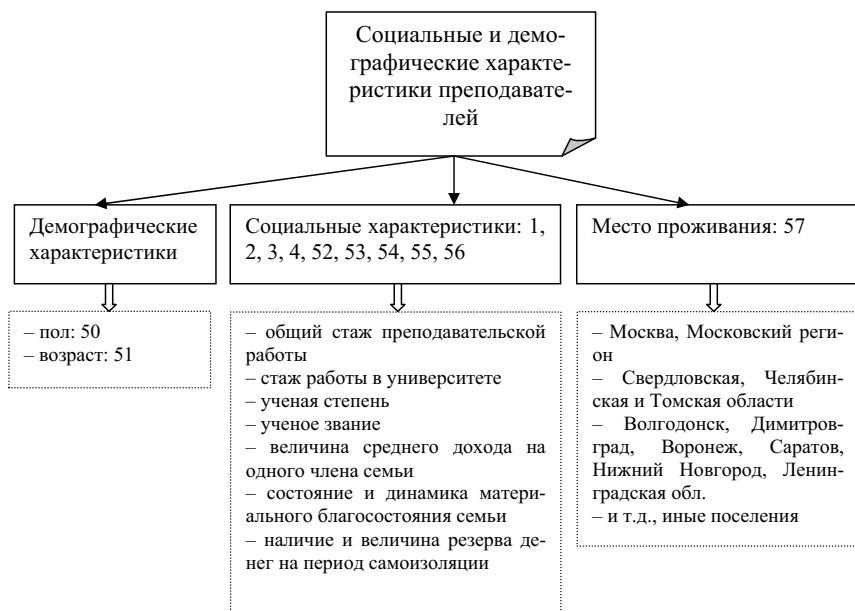 Социальные и демо-
графические характе-
ристики преподавате-
лей
Демографические
характеристики
Социальные характеристики: 1,
2, 3, 4, 52, 53, 54, 55, 56
Место проживания: 57
– пол: 50
– возраст: 51
– общий стаж преподавательской
работы
– стаж работы в университете
– ученая степень
– ученое звание
– величина среднего дохода на
одного члена семьи
– состояние и динамика матери-
ального благосостояния семьи
– наличие и величина резерва де-
нег на период самоизоляции
– Москва, Московский реги-
он
– Свердловская, Челябин-
ская и Томская области
– Волгодонск, Димитров-
град, Воронеж, Саратов,
Нижний Новгород, Ленин-
градская обл.
– и т.д., иные поселения